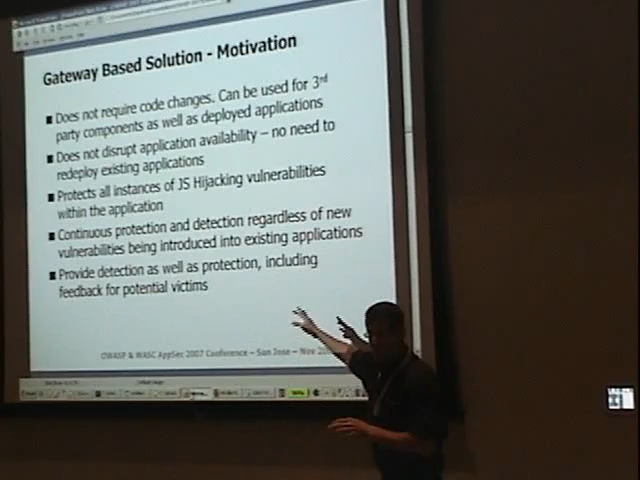 Gateway Based Solution - Motivation
■ Does not require code changes. Can be used for 3rd
party components as well as deployed applications
■ Does not disrupt application availability – no need to
redeploy existing applications
■ Protects all instances of JS Hijacking vulnerabilities
within the application
■ Continuous protection and detection regardless of new
vulnerabilities being introduced into existing applications
■ Provide detection as well as protection, including
feedback for potential victims
OWASP & WASC AppSec 2007 Conference – San Jose – Nov